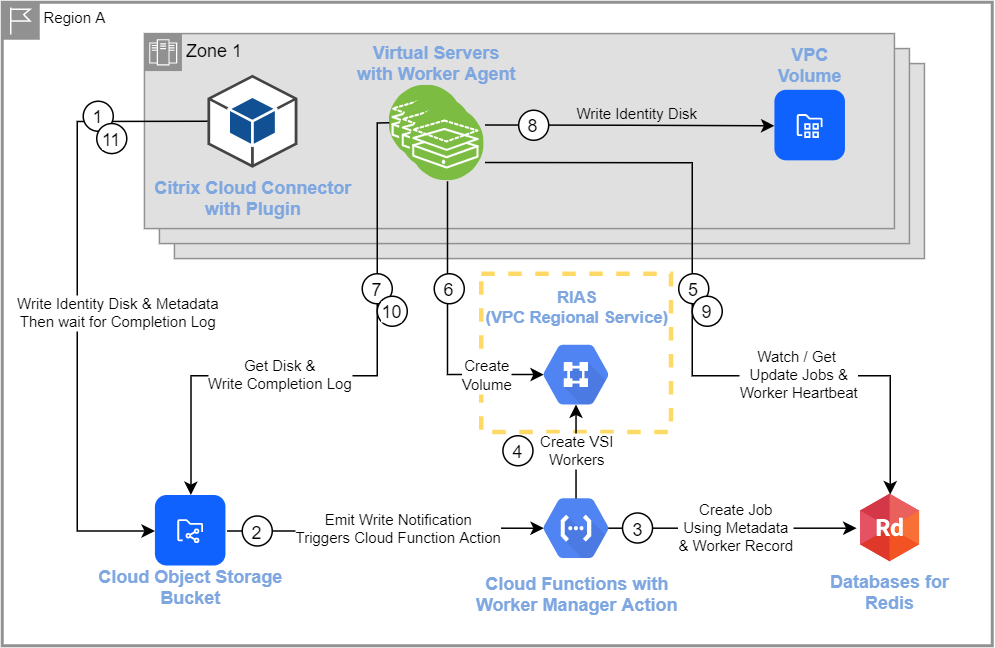 Region A
Zone 1
Virtual Servers
with Worker Agent
VPC
Volume
1
11
8
Write Identity Disk
Citrix Cloud Connector
with Plugin
7
10
6
5
9
RIAS
(VPC Regional Service)
Write Identity Disk & Metadata
Then wait for Completion Log
Get Disk &
Write Completion Log
Create
Volume
Watch / Get
Update Jobs &
Worker Heartbeat
4
Create VSI
Workers
2
Emit Write Notification
Triggers Cloud Function Action
3
Create Job
Using Metadata
& Worker Record
Rd
Cloud Object Storage
Bucket
Cloud Functions with
Worker Manager Action
Databases for
Redis